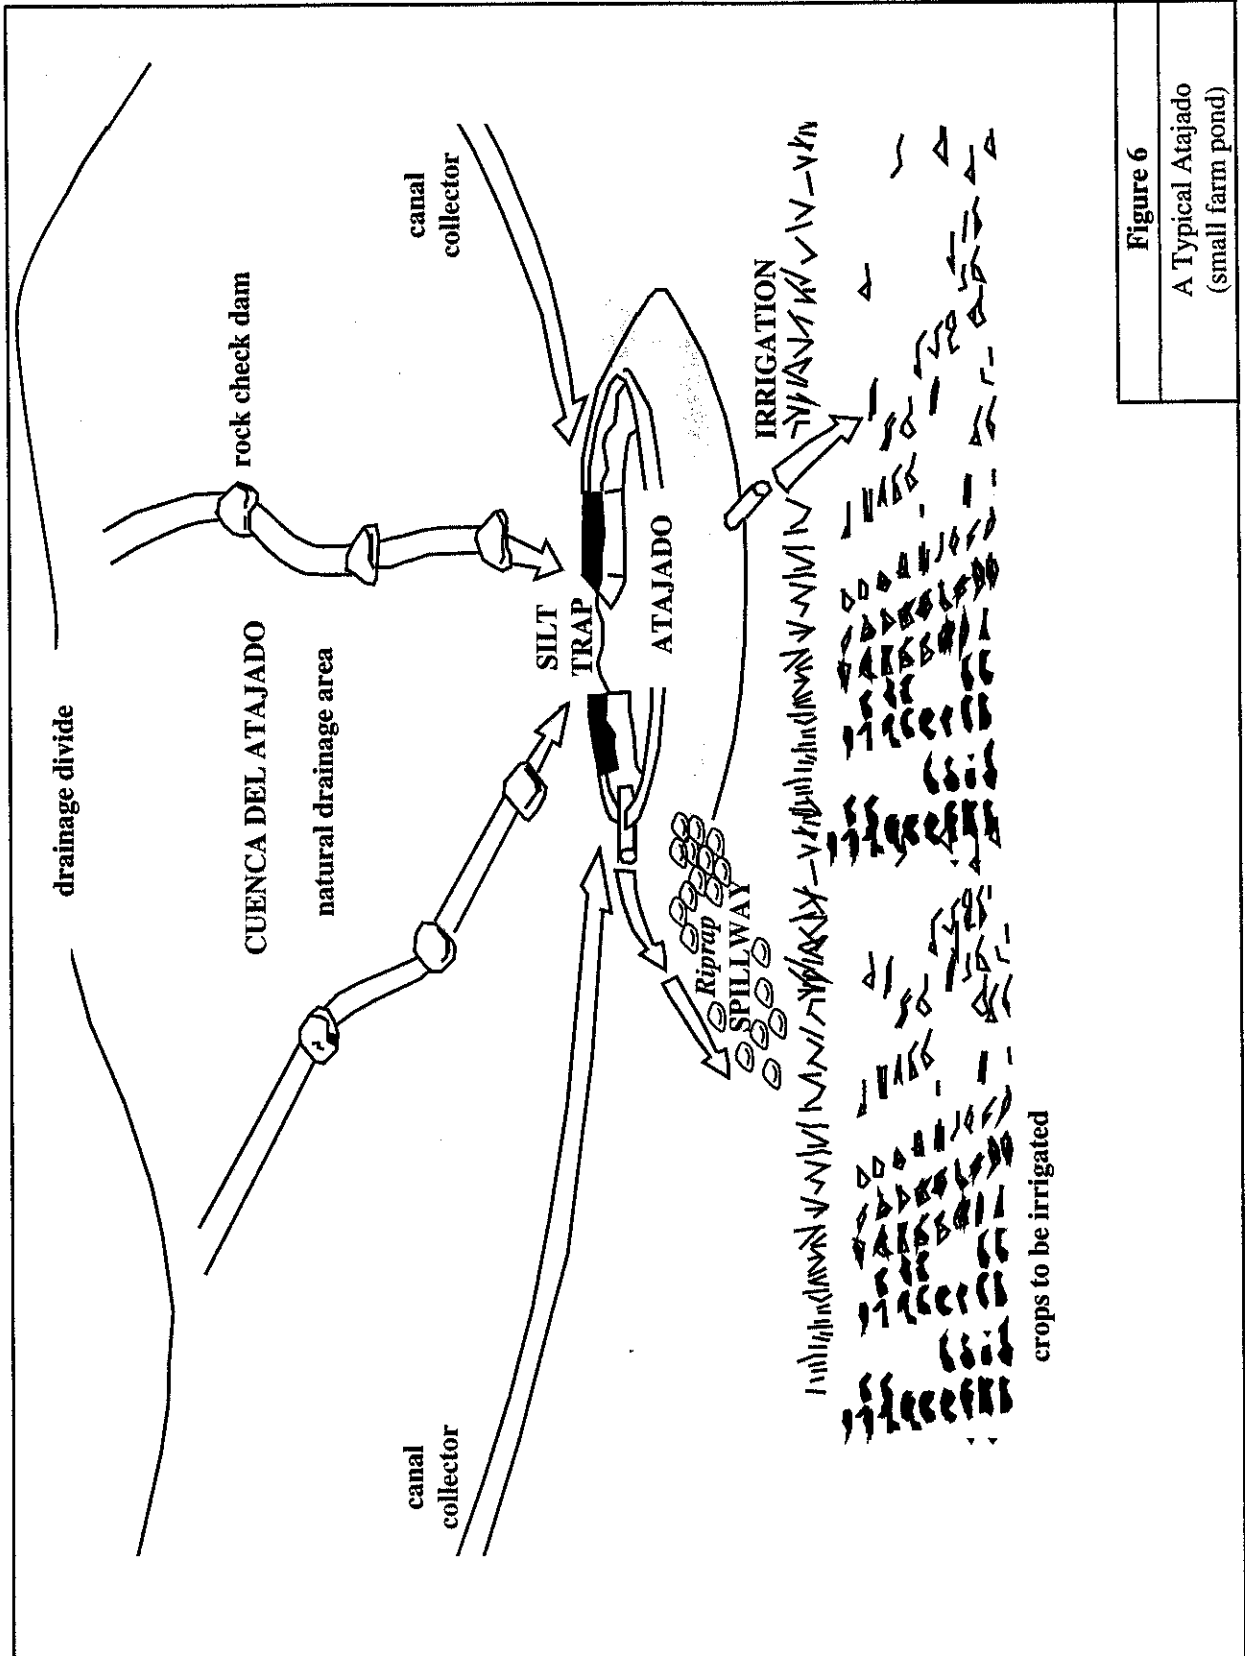 drainage divide
CUENCA DEL ATAJADO
natural drainage area
rock check dam
canal
collector
canal
collector
SILT
TRAP
ATAJADO
Riprap
SPILLWAY
IRRIGATION
crops to be irrigated
Figure 6
A Typical Atajado
(small farm pond)